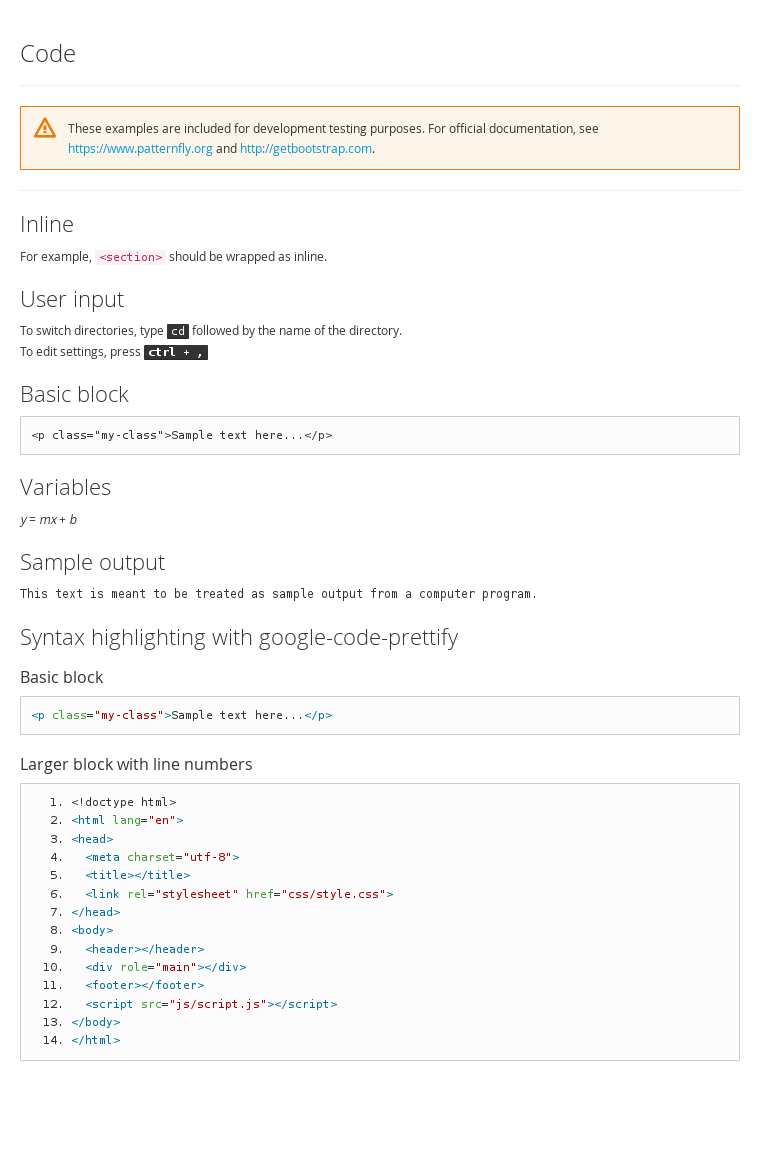 Code
These examples are included for development testing purposes. For official documentation, see
https://www.patternfly.org and http://getbootstrap.com.
Inline
For example, <section> should be wrapped as inline.
User input
To switch directories, type cd followed by the name of the directory.
To edit settings, press ctrl + ,
Basic block
<p class="my-class">Sample text here...</p>
Variables
y = mx + b
Sample output
This text is meant to be treated as sample output from a computer program.
Syntax highlighting with google-code-prettify
Basic block
<p class="my-class">Sample text here...</p>
Larger block with line numbers
1. <!doctype html>
2. <html lang="en">
3. <head>
4.   <meta charset="utf-8">
5.   <title></title>
6.   <link rel="stylesheet" href="css/style.css">
7. </head>
8. <body>
9.   <header></header>
10.   <div role="main"></div>
11.   <footer></footer>
12.   <script src="js/script.js"></script>
13. </body>
14. </html>